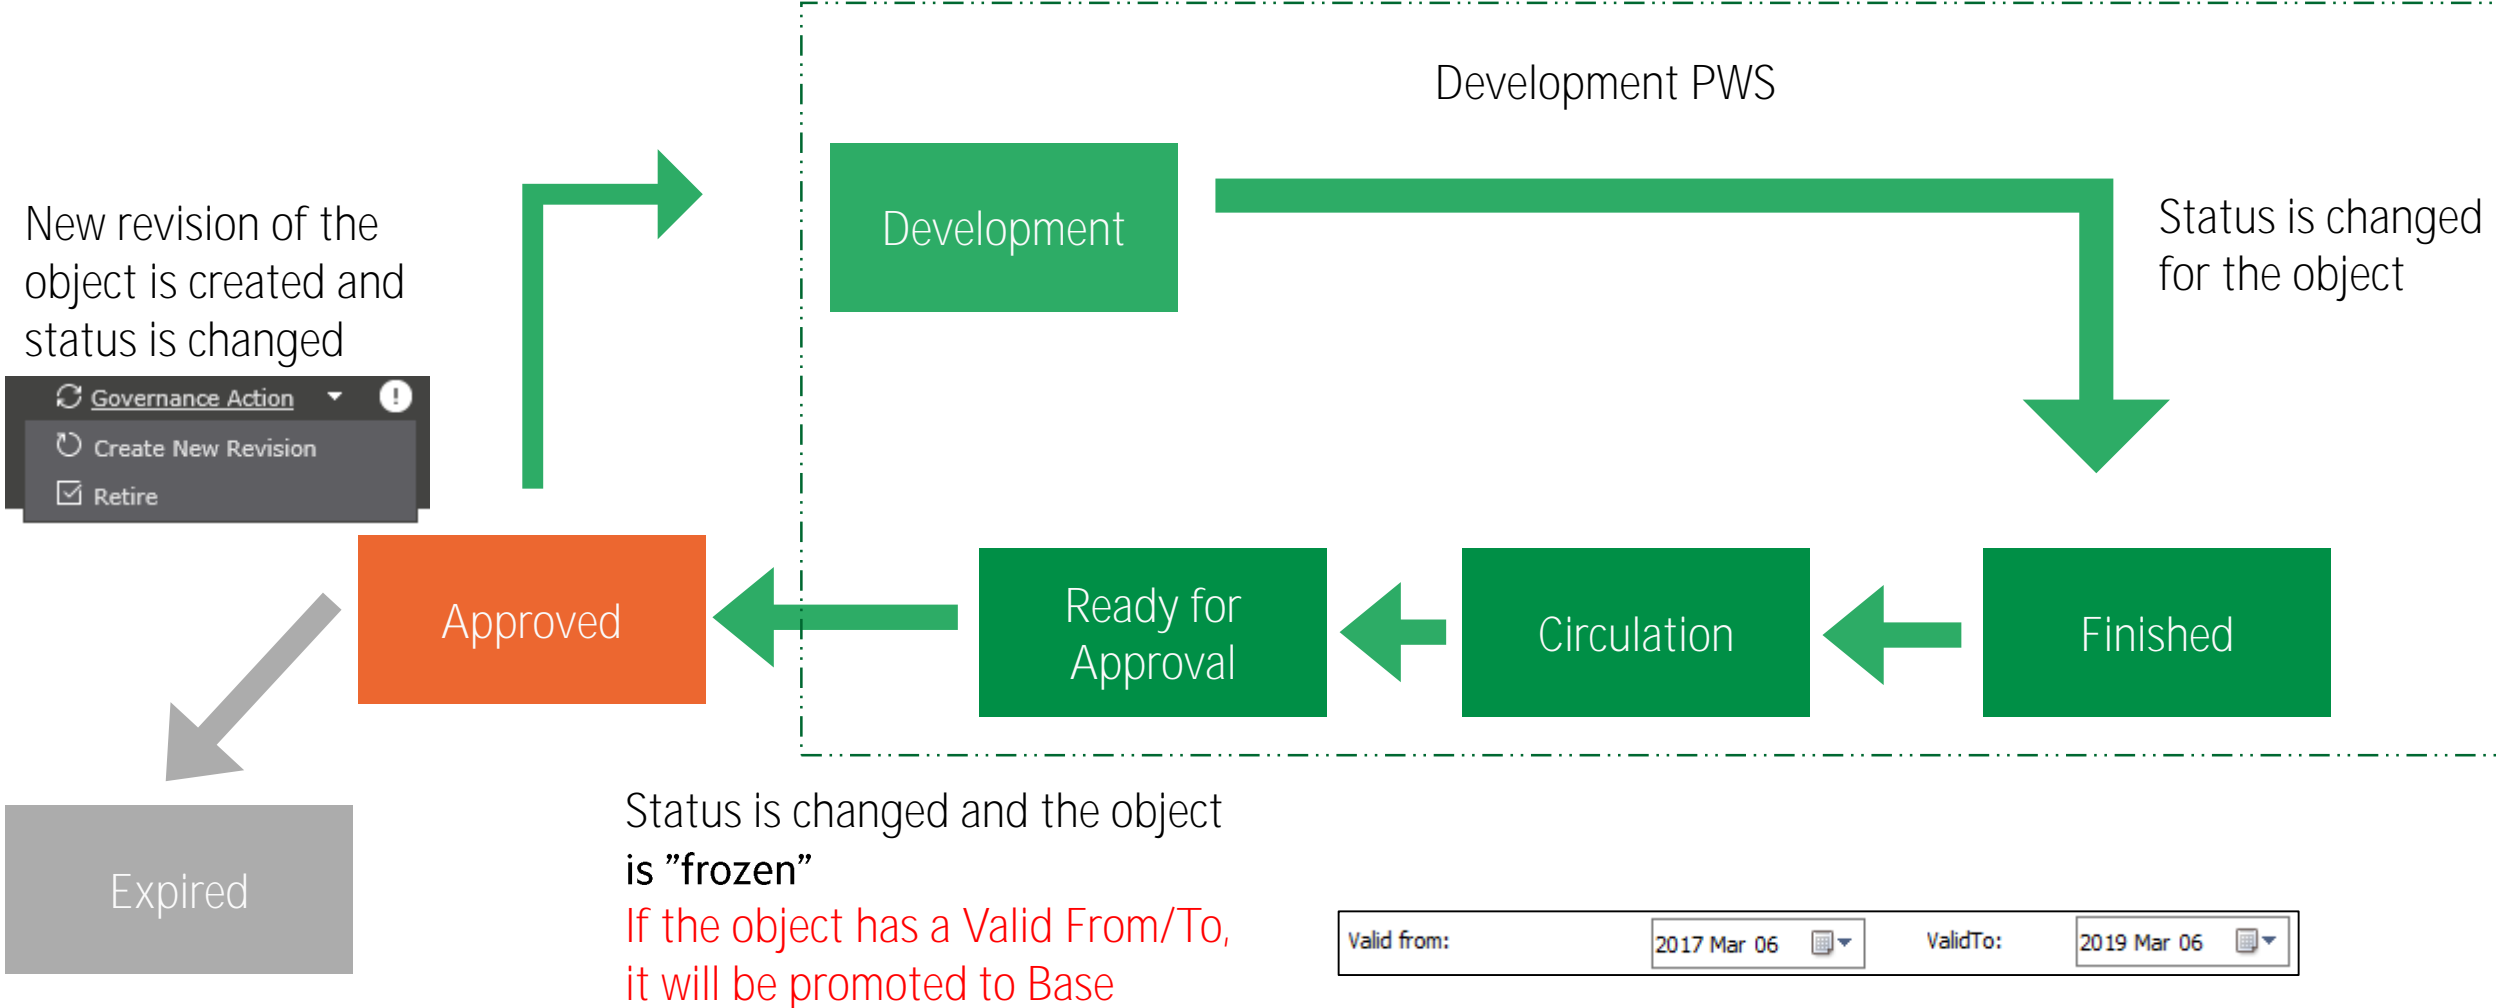 Development PWS
Development
New revision of the
object is created and
status is changed
Status is changed
for the object
Governance Action
Create New Revision
Retire
Approved
Ready for
Approval
Circulation
Finished
Expired
Status is changed and the object
is ”frozen”
If the object has a Valid From/To,
it will be promoted to Base
Valid from: 2017 Mar 06 ValidTo: 2019 Mar 06